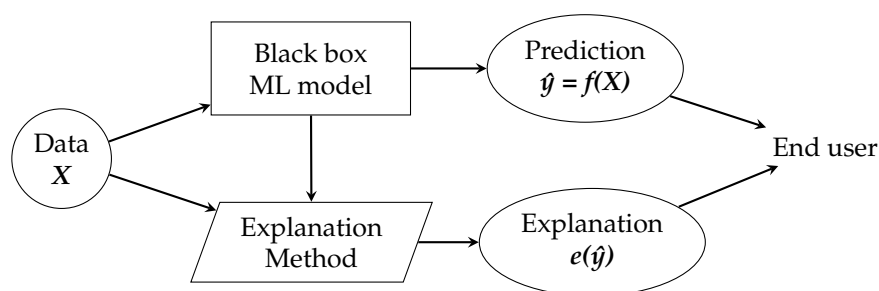 Black box
ML model
Prediction
ŷ = f(X)
Data
X
End user
Explanation
Method
Explanation
e(ŷ)